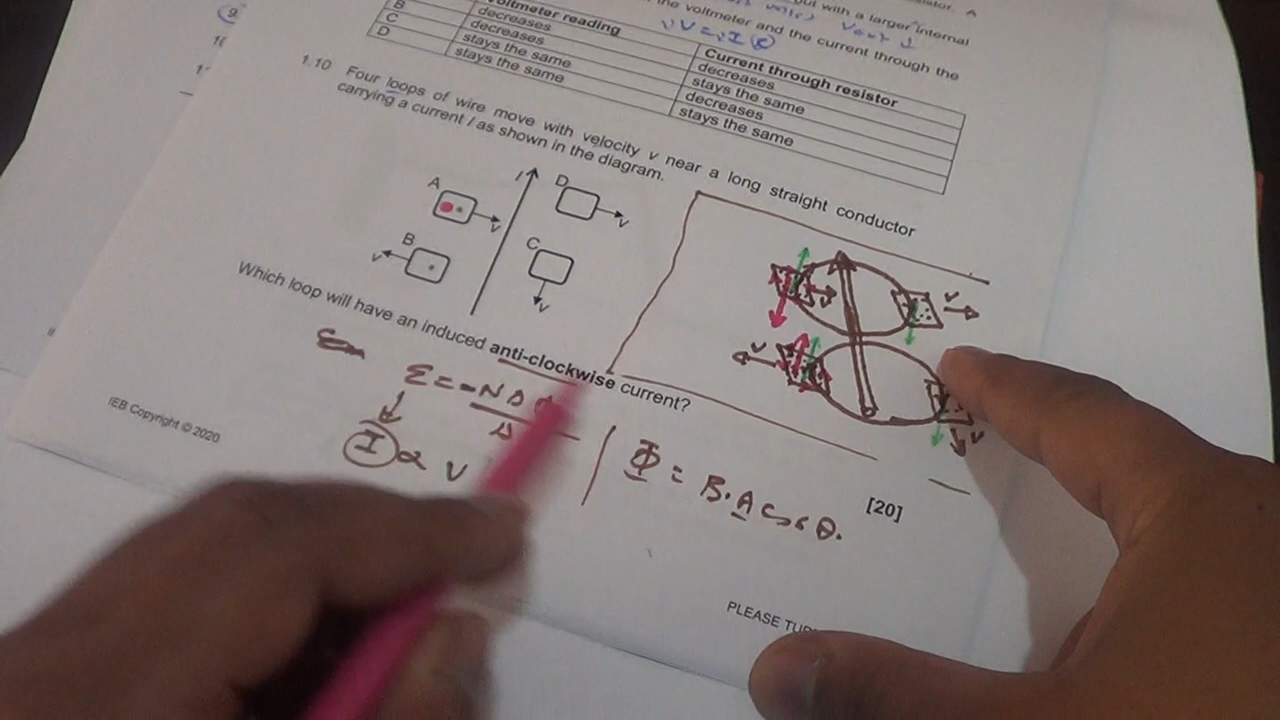 but with a larger internal
the voltmeter and the current through the
voltmeter reading
Current through resistor
B decreases decreases
C decreases stays the same
D stays the same decreases
stays the same stays the same
1.10 Four loops of wire move with velocity v near a long straight conductor
carrying a current I as shown in the diagram.
A
I
D
v
v
B
C
v
v
v
v
v
Which loop will have an induced anti-clockwise current?
Em
Ɛ = -NΔ
Δ
I ∝ v
Φ = B.A cos θ.
[20]
IEB Copyright © 2020
PLEASE TU